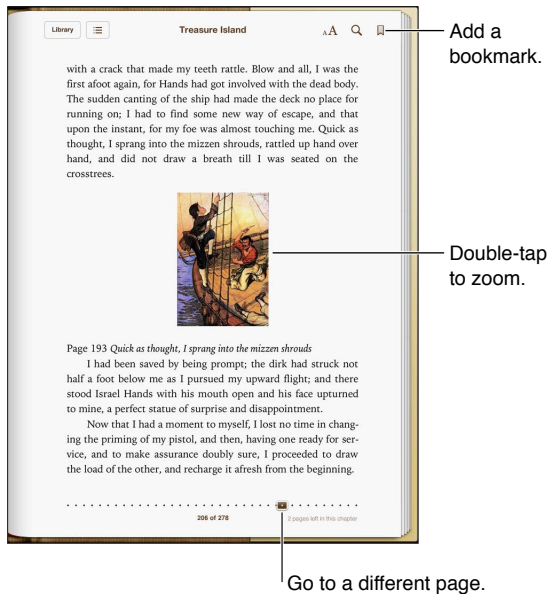 Library
Treasure Island
AA
Add a
bookmark.
with a crack that made my teeth rattle. Blow and all, I was the
first afoot again, for Hands had got involved with the dead body.
The sudden canting of the ship had made the deck no place for
running on; I had to find some new way of escape, and that
upon the instant, for my foe was almost touching me. Quick as
thought, I sprang into the mizzen shrouds, rattled up hand over
hand, and did not draw a breath till I was seated on the
crosstrees.
Double-tap
to zoom.
Page 193 Quick as thought, I sprang into the mizzen shrouds
I had been saved by being prompt; the dirk had struck not
half a foot below me as I pursued my upward flight; and there
stood Israel Hands with his mouth open and his face upturned
to mine, a perfect statue of surprise and disappointment.
Now that I had a moment to myself, I lost no time in chang-
ing the priming of my pistol, and then, having one ready for ser-
vice, and to make assurance doubly sure, I proceeded to draw
the load of the other, and recharge it afresh from the beginning.
206 of 278
2 pages left in this chapter
Go to a different page.